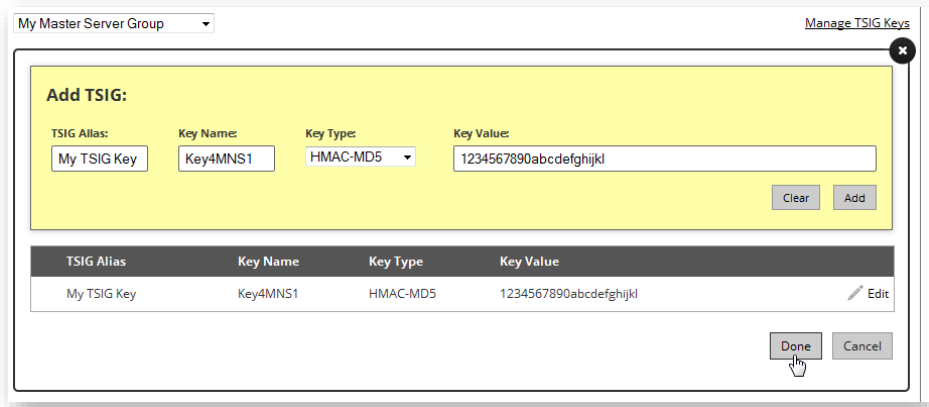 My Master Server Group Manage TSIG Keys
Add TSIG:
TSIG Alias: Key Name: Key Type: Key Value:
My TSIG Key Key4MNS1 HMAC-MD5 1234567890abcdefghijkl
Clear Add
TSIG Alias Key Name Key Type Key Value
My TSIG Key Key4MNS1 HMAC-MD5 1234567890abcdefghijkl Edit
Done Cancel